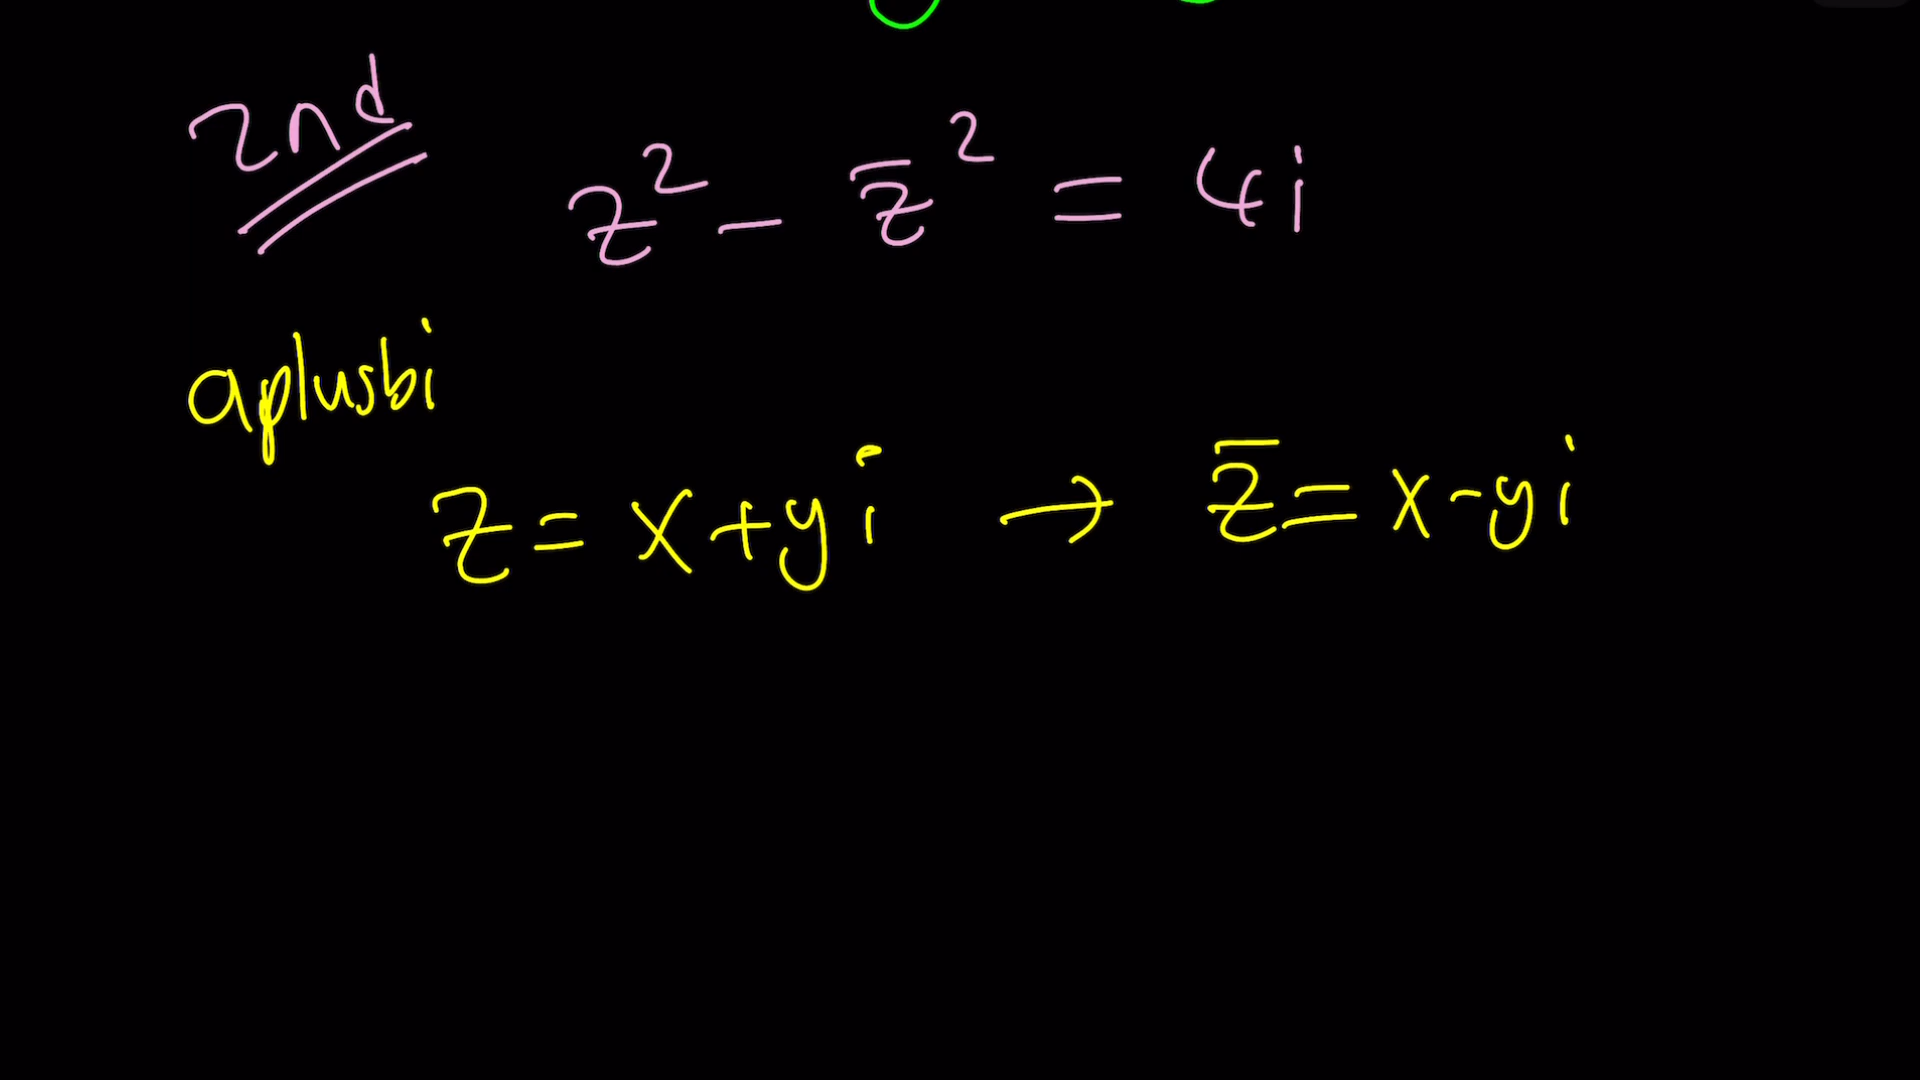 2nd
z² - z̄² = 4i
aplusbi
z = x + yi → z̄ = x - yi